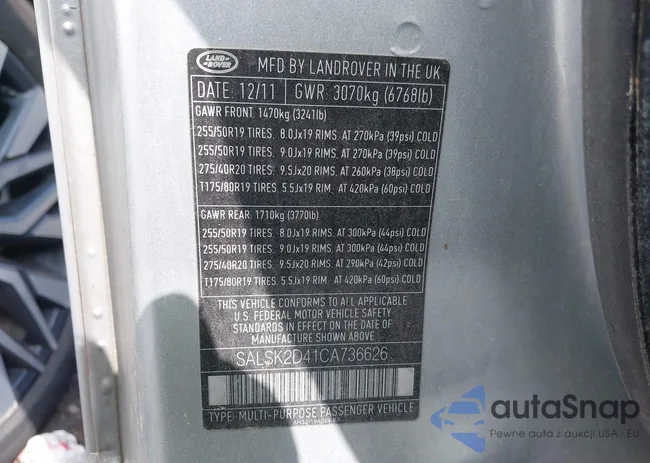 LAND-ROVER
MFD BY LANDROVER IN THE UK
DATE: 12/11 GWR: 3070kg (6768lb)
GAWR FRONT: 1470kg (3241lb)
255/50R19 TIRES. 8.0Jx19 RIMS. AT 270kPa (39psi) COLD
255/50R19 TIRES. 9.0Jx19 RIMS. AT 270kPa (39psi) COLD
275/40R20 TIRES. 9.5Jx20 RIMS. AT 260kPa (38psi) COLD
T175/80R19 TIRES. 5.5Jx19 RIM. AT 420kPa (60psi) COLD
GAWR REAR: 1710kg (3770lb)
255/50R19 TIRES. 8.0Jx19 RIMS. AT 300kPa (44psi) COLD
255/50R19 TIRES. 9.0Jx19 RIMS. AT 300kPa (44psi) COLD
275/40R20 TIRES. 9.5Jx20 RIMS. AT 290kPa (42psi) COLD
T175/80R19 TIRES. 5.5Jx19 RIM. AT 420kPa (60psi) COLD
THIS VEHICLE CONFORMS TO ALL APPLICABLE
U.S. FEDERAL MOTOR VEHICLE SAFETY
STANDARDS IN EFFECT ON THE DATE OF
MANUFACTURE SHOWN ABOVE
SALSK2D41CA736626
TYPE: MULTI-PURPOSE PASSENGER VEHICLE
autoSnap
Pewne auta z aukcji USA - EU